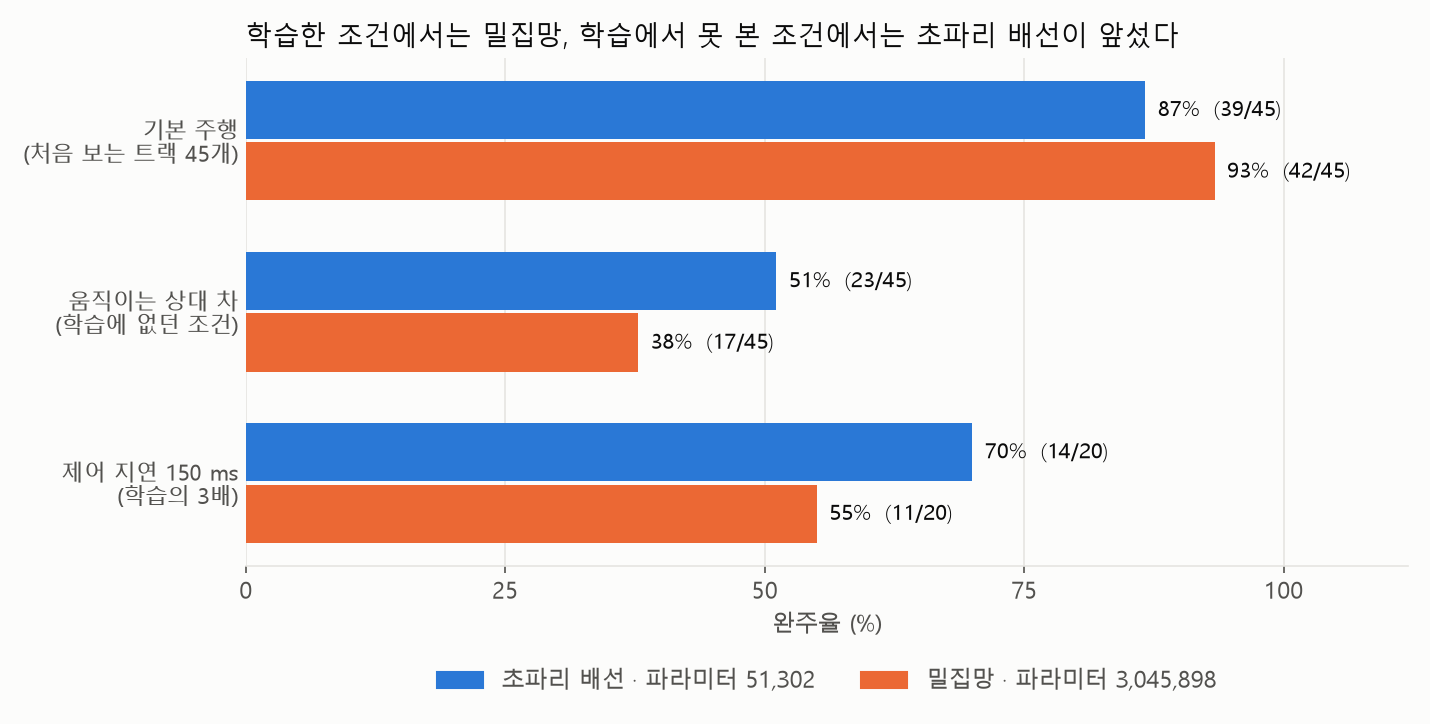 학습한 조건에서는 밀집망, 학습에서 못 본 조건에서는 초파리 배선이 앞섰다
기본 주행
(처음 보는 트랙 45개)
87% (39/45)
93% (42/45)
움직이는 상대 차
(학습에 없던 조건)
51% (23/45)
38% (17/45)
제어 지연 150 ms
(학습의 3배)
70% (14/20)
55% (11/20)
0 25 50 75 100
완주율 (%)
초파리 배선 · 파라미터 51,302 밀집망 · 파라미터 3,045,898